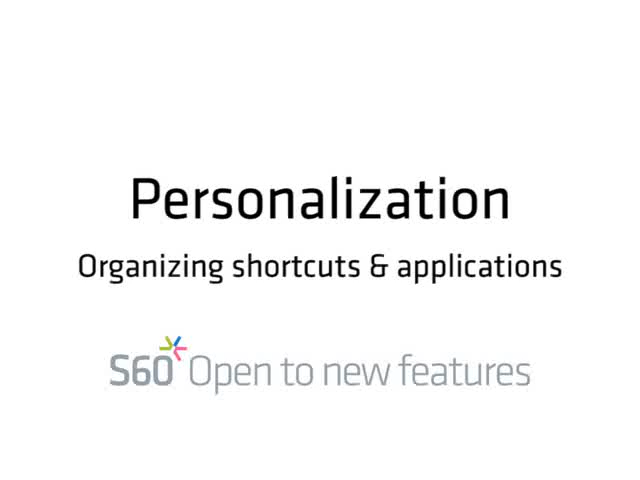 Personalization
Organizing shortcuts & applications
S60 Open to new features